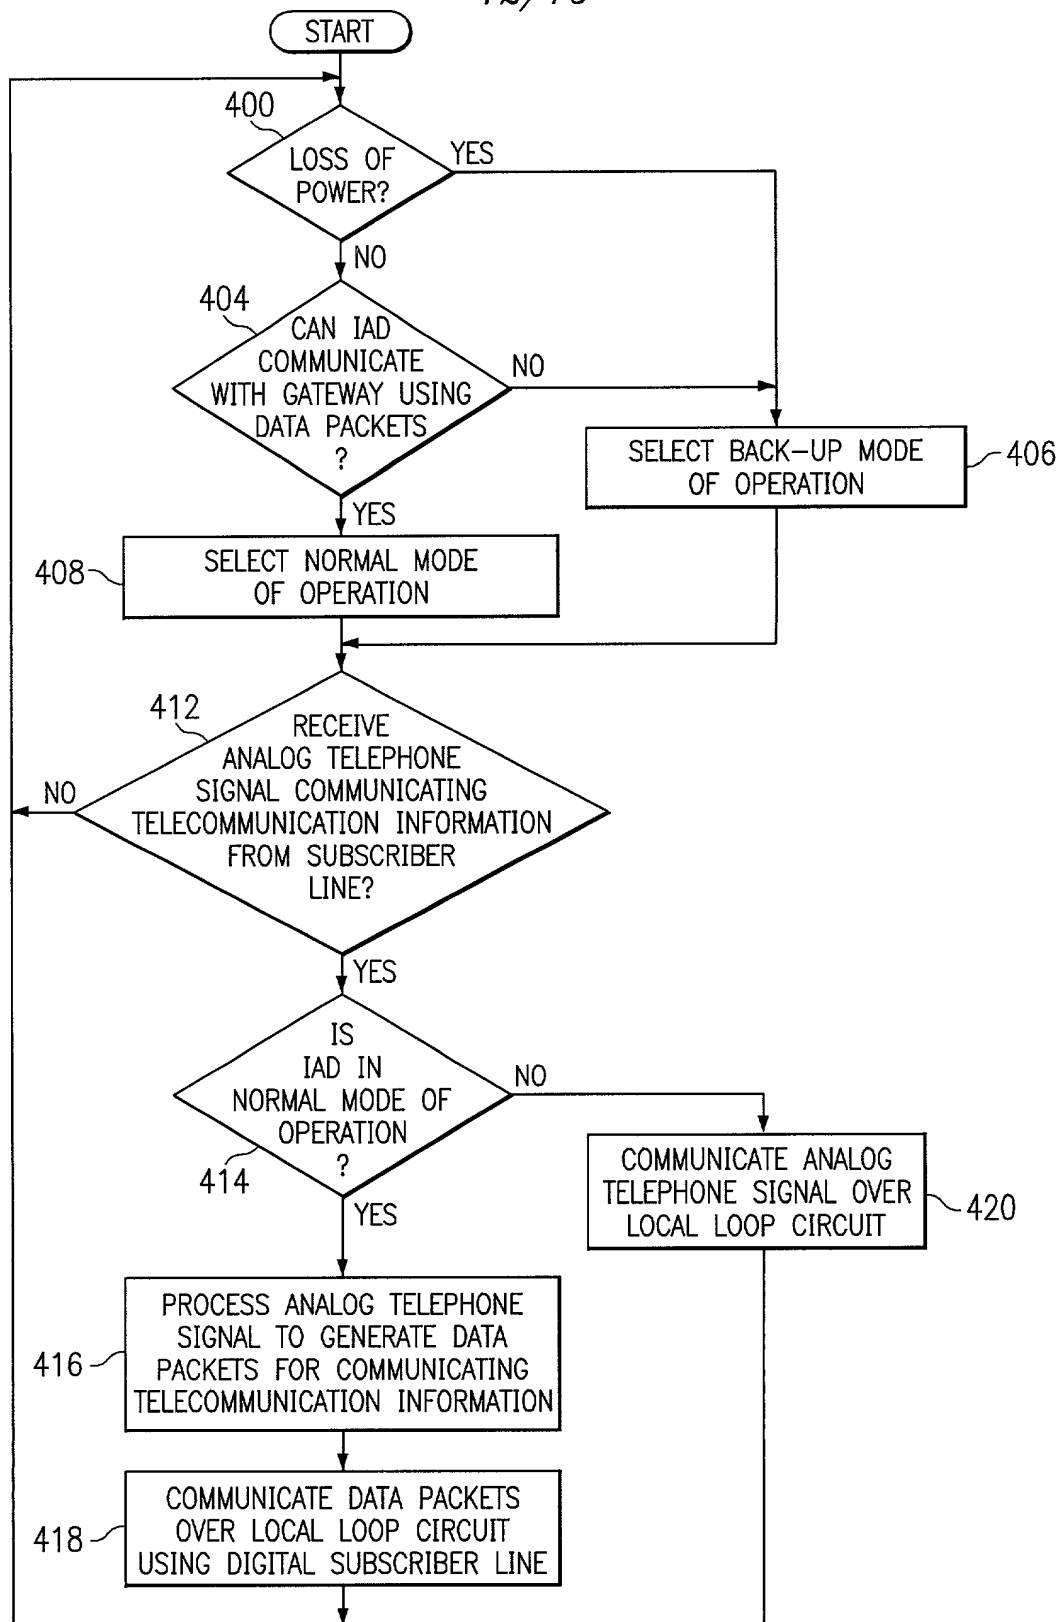 START
400
LOSS OF
POWER?
YES
NO
404
CAN IAD
COMMUNICATE
WITH GATEWAY USING
DATA PACKETS
?
NO
SELECT BACK-UP MODE
OF OPERATION
406
YES
408
SELECT NORMAL MODE
OF OPERATION
412
RECEIVE
ANALOG TELEPHONE
SIGNAL COMMUNICATING
TELECOMMUNICATION INFORMATION
FROM SUBSCRIBER
LINE?
NO
YES
IS
IAD IN
NORMAL MODE OF
OPERATION
?
414
NO
COMMUNICATE ANALOG
TELEPHONE SIGNAL OVER
LOCAL LOOP CIRCUIT
420
YES
416
PROCESS ANALOG TELEPHONE
SIGNAL TO GENERATE DATA
PACKETS FOR COMMUNICATING
TELECOMMUNICATION INFORMATION
418
COMMUNICATE DATA PACKETS
OVER LOCAL LOOP CIRCUIT
USING DIGITAL SUBSCRIBER LINE